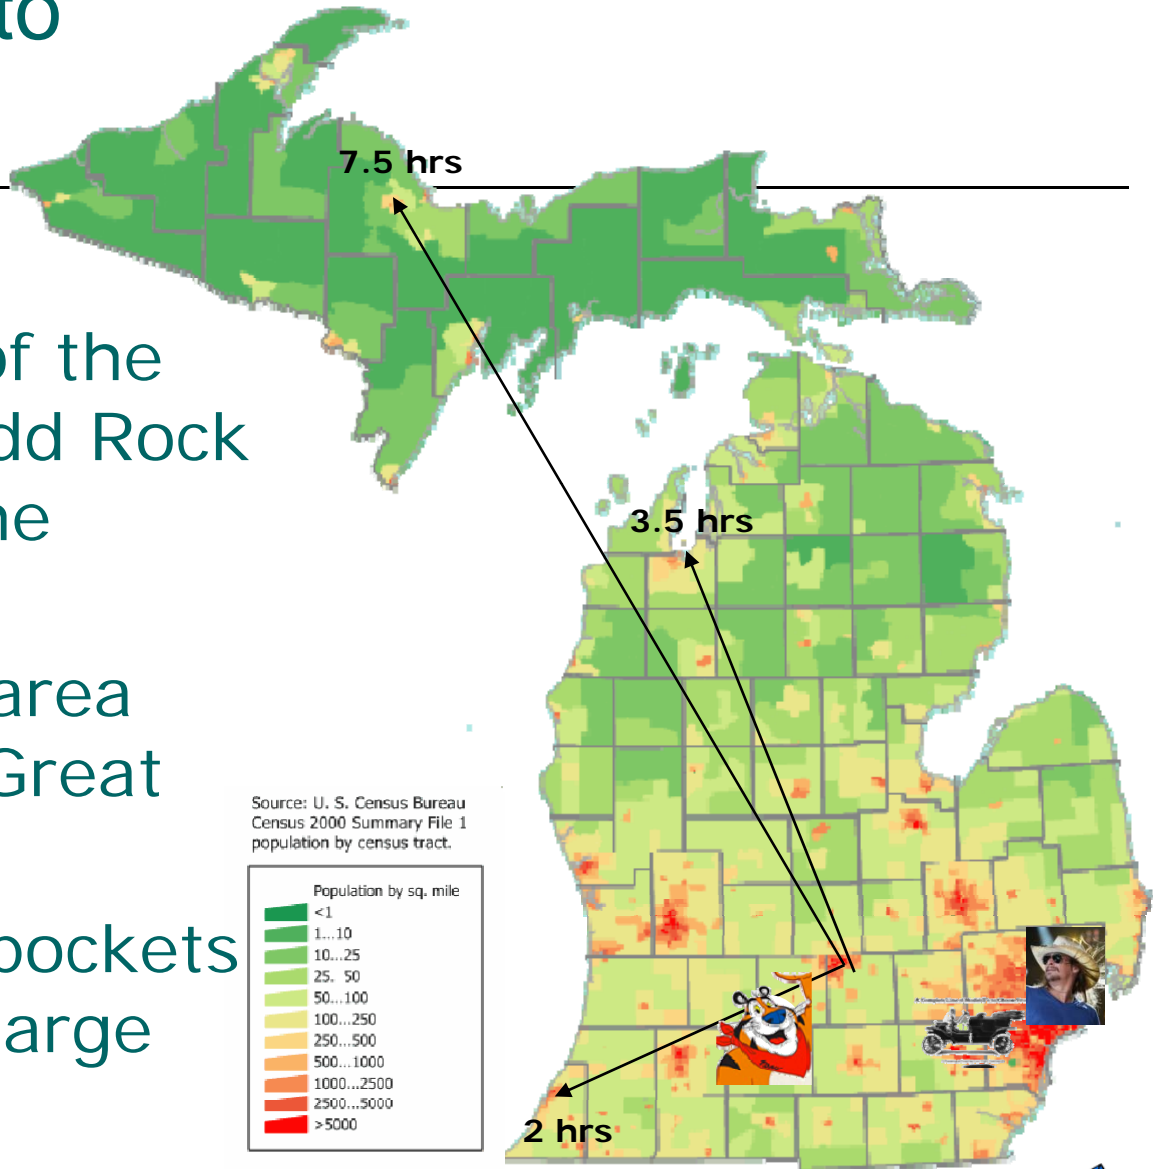 to
7.5 hrs
of the
dd Rock
ne
3.5 hrs
area
Great
Source: U. S. Census Bureau
Census 2000 Summary File 1
population by census tract.
Population by sq. mile
<1
1...10
10...25
25. 50
50...100
100...250
250...500
500...1000
1000...2500
2500...5000
>5000
pockets
arge
2 hrs